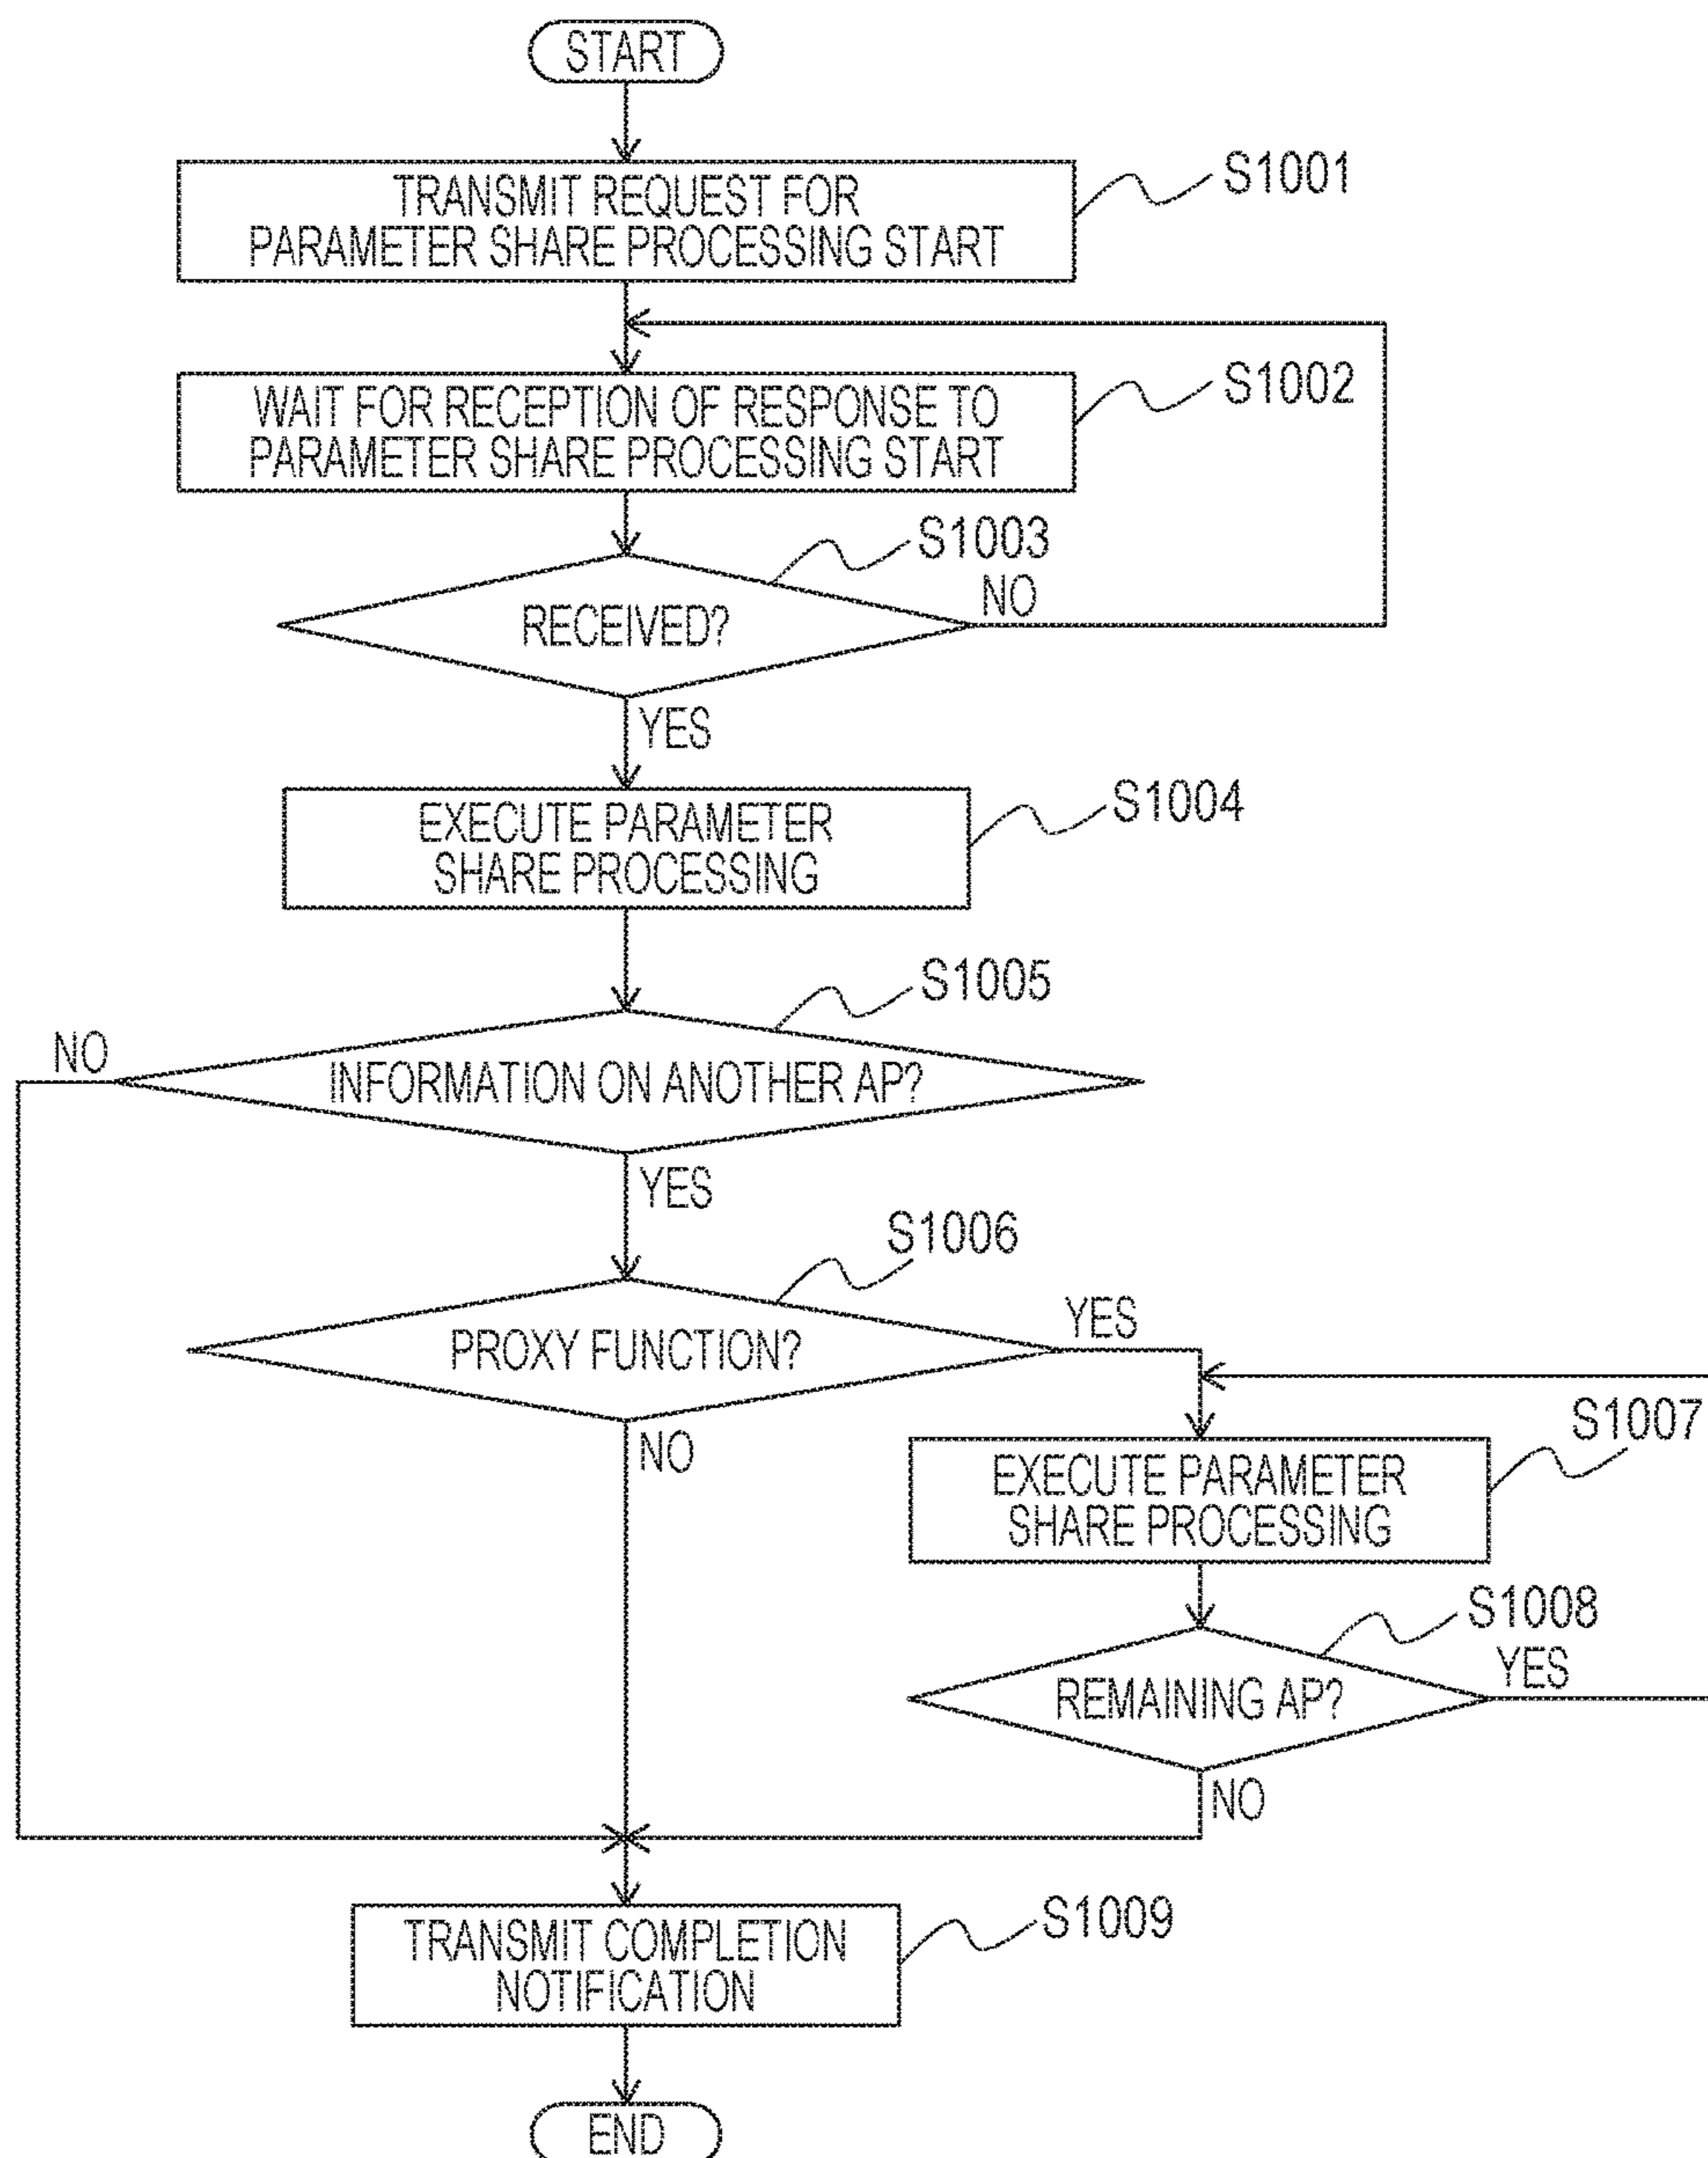 START
TRANSMIT REQUEST FOR
PARAMETER SHARE PROCESSING START
S1001
WAIT FOR RECEPTION OF RESPONSE TO
PARAMETER SHARE PROCESSING START
S1002
S1003
RECEIVED?
NO
YES
EXECUTE PARAMETER
SHARE PROCESSING
S1004
S1005
INFORMATION ON ANOTHER AP?
NO
YES
S1006
PROXY FUNCTION?
YES
NO
S1007
EXECUTE PARAMETER
SHARE PROCESSING
S1008
REMAINING AP?
YES
NO
TRANSMIT COMPLETION
NOTIFICATION
S1009
END